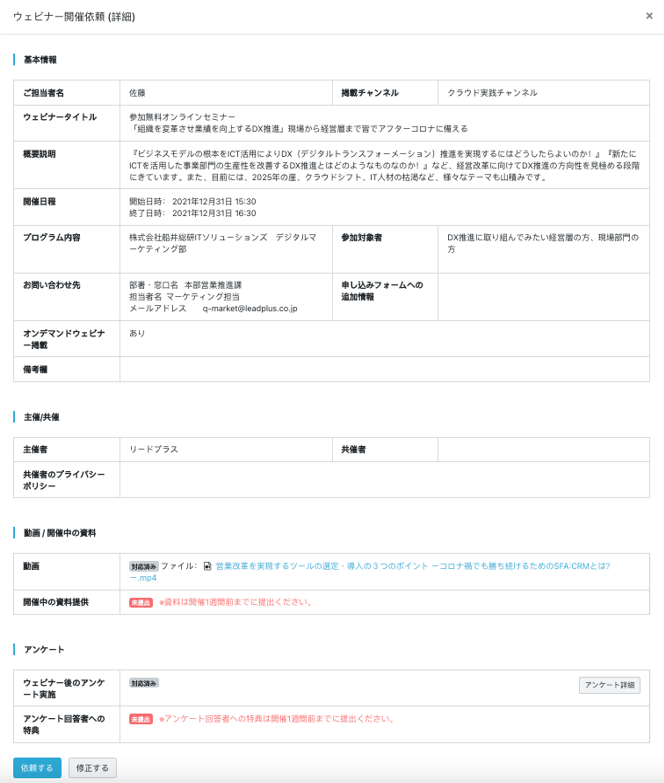 ウェビナー開催依頼 (詳細)
×
基本情報
ご担当者名
佐藤
掲載チャンネル
クラウド実践チャンネル
ウェビナータイトル
参加無料オンラインセミナー
「組織を変革させ業績を向上するDX推進」現場から経営層まで皆でアフターコロナに備える
概要説明
『ビジネスモデルの根本をICT活用によりDX（デジタルトランスフォーメーション）推進を実現するにはどうしたらよいのか！』『新たに
ICTを活用した事業部門の生産性を改善するDX推進とはどのようなものなのか！』など、経営改革に向けてDX推進の方向性を見極める段階
にきています。また、目前には、2025年の崖、クラウドシフト、IT人材の枯渇など、様々なテーマも山積みです。
開催日程
開始日時： 2021年12月31日 15:30
終了日時： 2021年12月31日 16:30
プログラム内容
株式会社船井総研ITソリューションズ　デジタルマ
ーケティング部
参加対象者
DX推進に取り組んでみたい経営層の方、現場部門の
方
お問い合わせ先
部署・窓口名 本部営業推進課
担当者名 マーケティング担当
メールアドレス q-market@leadplus.co.jp
申し込みフォームへの
追加情報
オンデマンドウェビナ
ー掲載
あり
備考欄
主催/共催
主催者
リードプラス
共催者
共催者のプライバシー
ポリシー
動画 / 開催中の資料
動画
対応済み ファイル： 営業改革を実現するツールの選定・導入の３つのポイント ーコロナ禍でも勝ち続けるためのSFA:CRMとは?
ー.mp4
開催中の資料提供
未提出 ※資料は開催1週間前までに提出ください。
アンケート
ウェビナー後のアンケ
ート実施
対応済み
アンケート詳細
アンケート回答者への
特典
未提出 ※アンケート回答者への特典は開催1週間前までに提出ください。
依頼する
修正する